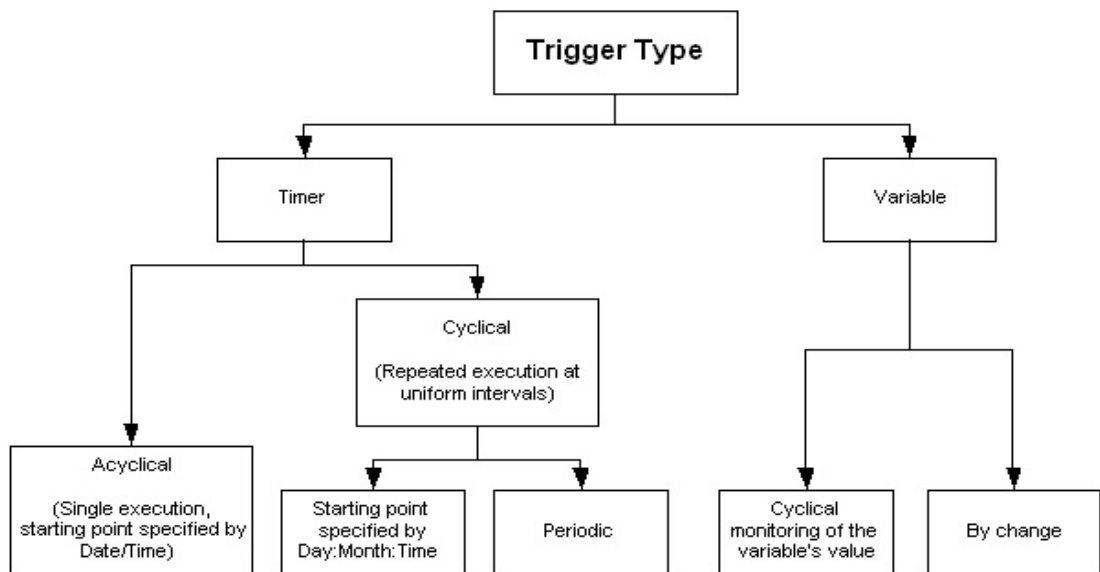 Trigger Type
Timer
Variable
Cyclical
(Repeated execution at
uniform intervals)
Acyclical
(Single execution,
starting point specified by
Date/Time)
Starting point
specified by
Day:Month:Time
Periodic
Cyclical
monitoring of the
variable's value
By change